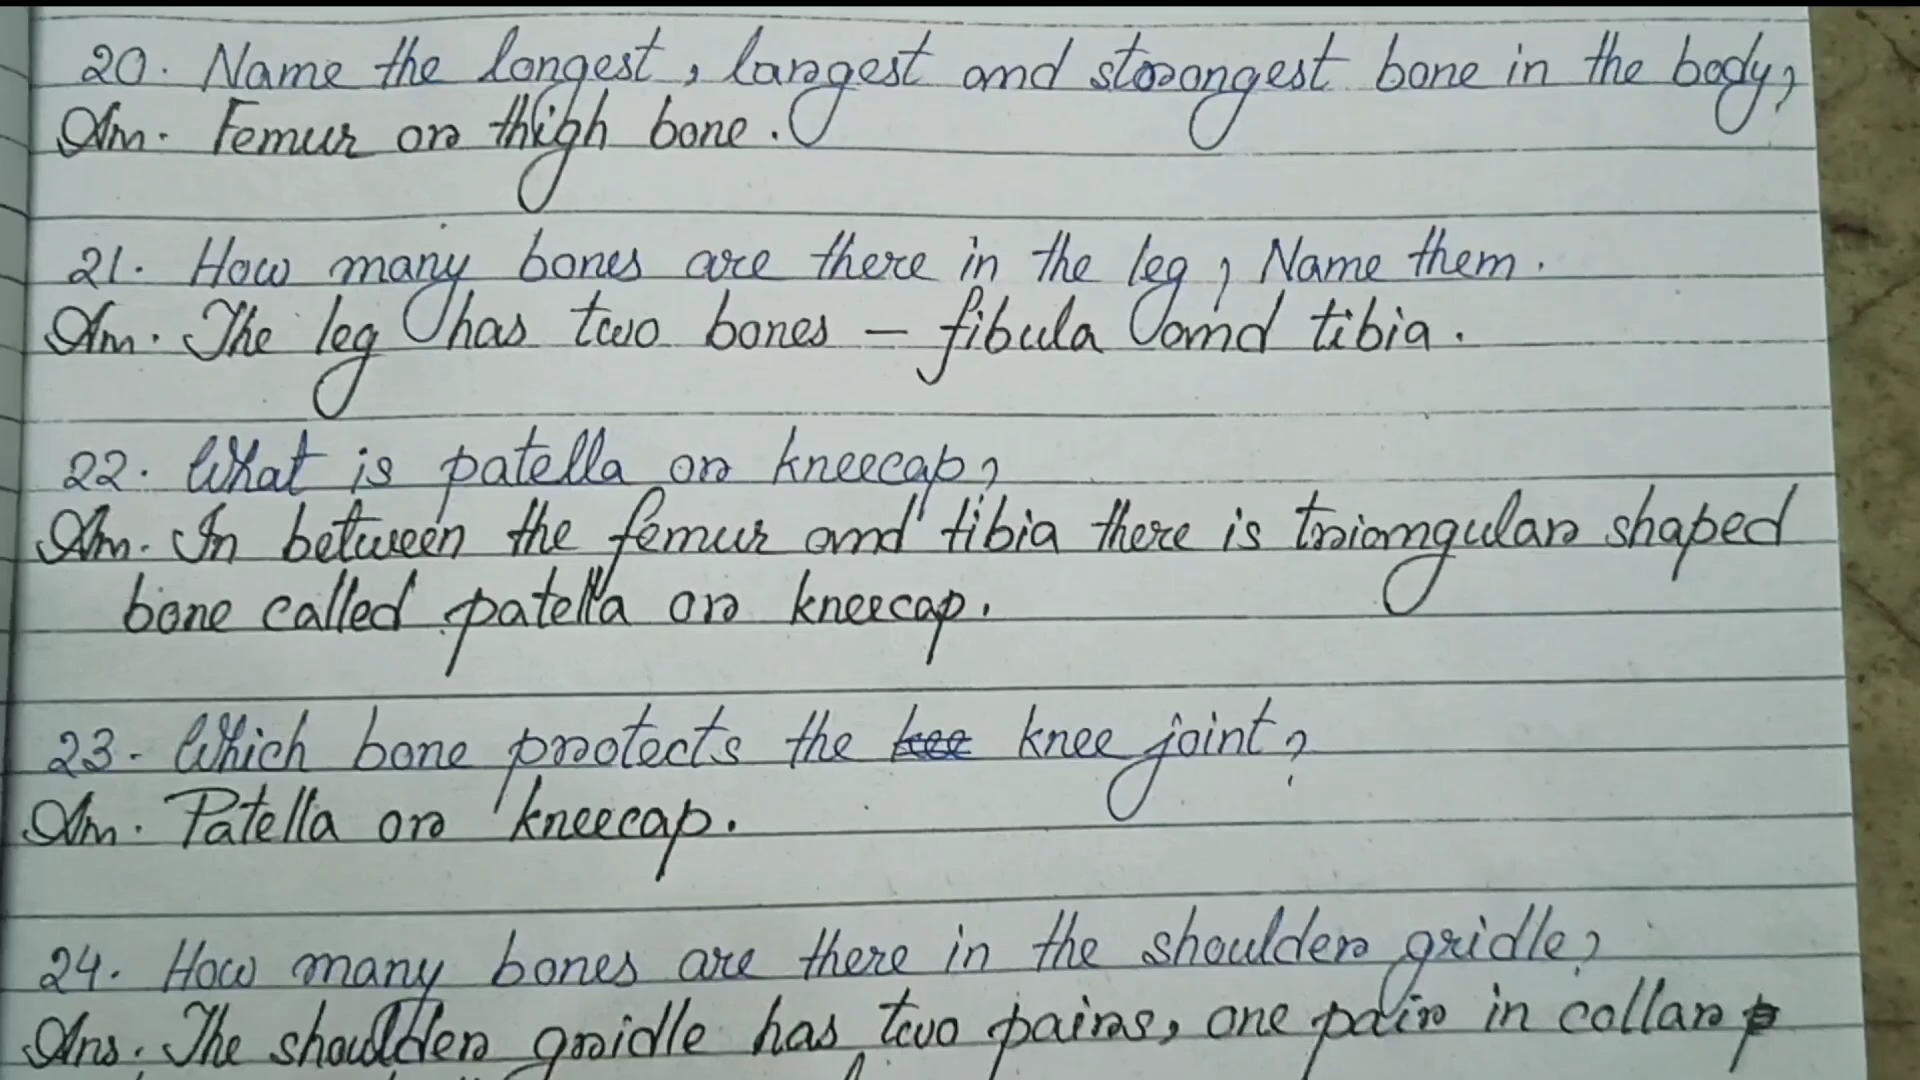 20. Name the longest, largest and strongest bone in the body?
Ans. Femur or thigh bone.
21. How many bones are there in the leg? Name them.
Ans. The leg has two bones – fibula and tibia.
22. What is patella or kneecap?
Ans. In between the femur and tibia there is triangular shaped
bone called patella or kneecap.
23. Which bone protects the knee joint?
Ans. Patella or kneecap.
24. How many bones are there in the shoulder gridle?
Ans. The shoulder gridle has two pairs, one pair in collar